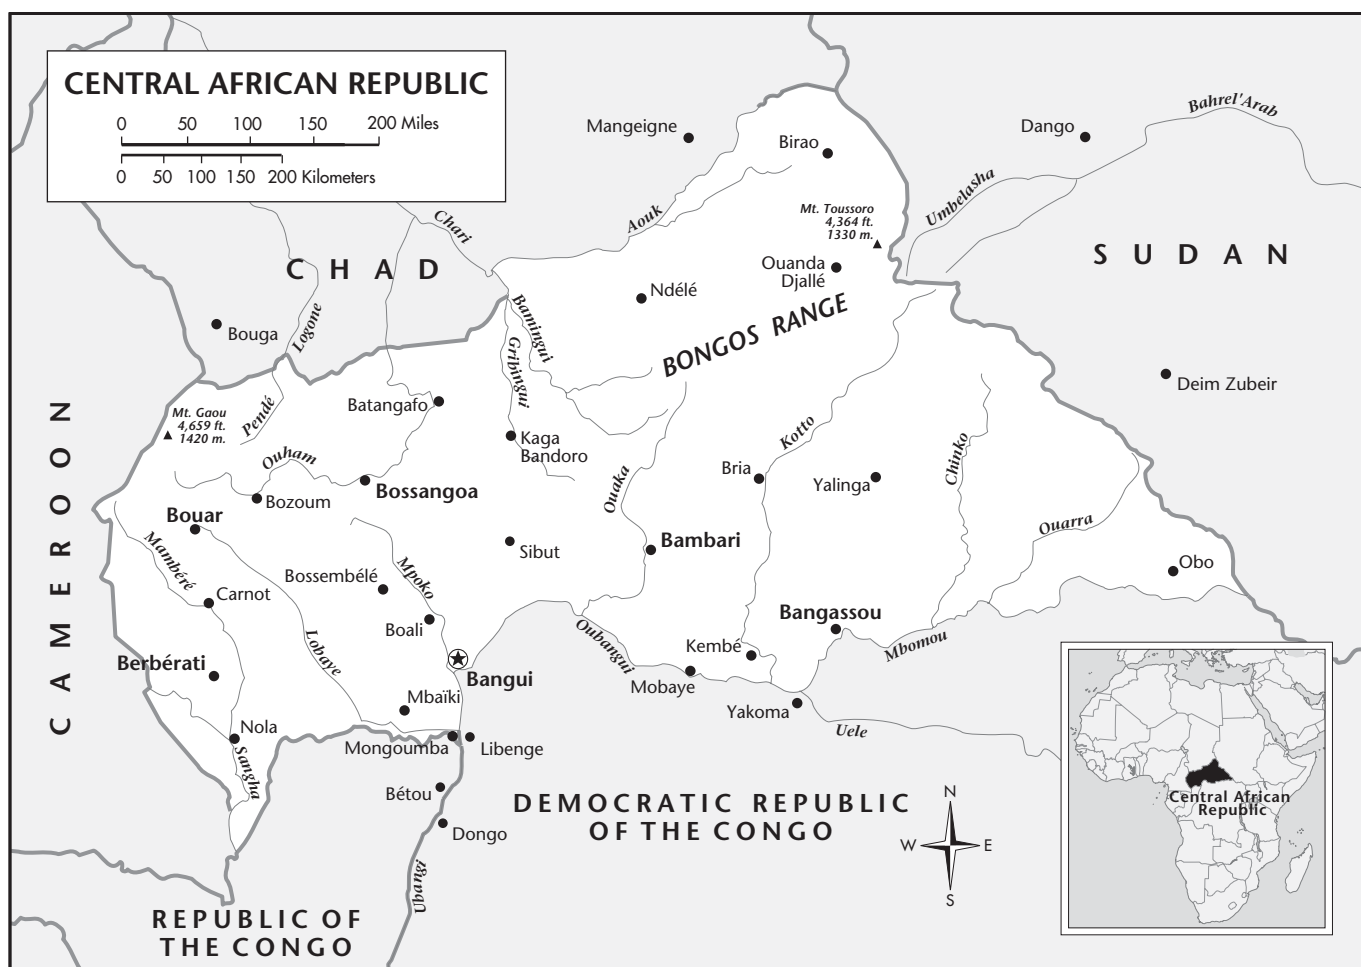 CENTRAL AFRICAN REPUBLIC
0 50 100 150 200 Miles
0 50 100 150 200 Kilometers
Mangeigne
Birao
Dango
Bahrel'Arab
Umbelasha
Aouk
Chari
Mt. Toussoro
4,364 ft.
1330 m.
CHAD
SUDAN
Ouanda
Djallé
Ndélé
Bouga
Logone
Bamingui
Gribingui
BONGOS RANGE
Deim Zubeir
CAMEROON
Mt. Gaou
4,659 ft.
1420 m.
Pendé
Batangafo
Kaga
Bandoro
Kotto
Chinko
Ouham
Ouaka
Bria
Yalinga
Bozoum
Bossangoa
Bouar
Ouarra
Mambéré
Mpoko
Sibut
Bambari
Obo
Bossembélé
Carnot
Boali
Lobaye
Oubangui
Bangassou
Mbomou
Kembé
Berbérati
Bangui
Mobaye
Mbaïki
Yakoma
Uele
Nola
Sangha
Mongoumba
Libenge
Bétou
Dongo
DEMOCRATIC REPUBLIC
OF THE CONGO
N
W E
S
Central African
Republic
Ubangi
REPUBLIC OF
THE CONGO